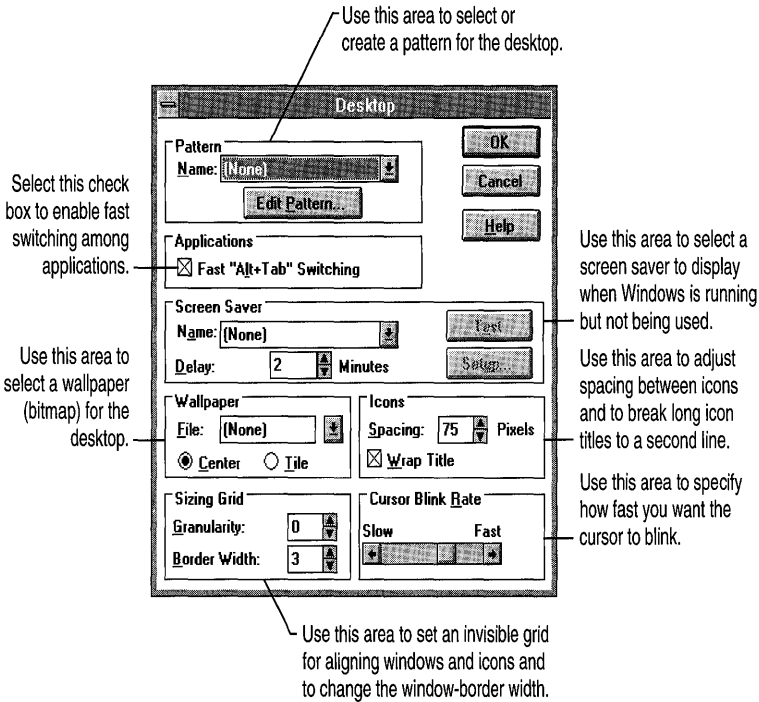 Use this area to select or
create a pattern for the desktop.
Desktop
Pattern
Name: (None)
Edit Pattern...
OK
Cancel
Help
Select this check
box to enable fast
switching among
applications.
Applications
Fast "Alt+Tab" Switching
Use this area to select a
screen saver to display
when Windows is running
but not being used.
Screen Saver
Name: (None)
Delay: 2 Minutes
Test
Setup...
Use this area to
select a wallpaper
(bitmap) for the
desktop.
Wallpaper
File: (None)
Center Tile
Icons
Spacing: 75 Pixels
Wrap Title
Use this area to adjust
spacing between icons
and to break long icon
titles to a second line.
Sizing Grid
Granularity: 0
Border Width: 3
Cursor Blink Rate
Slow Fast
Use this area to specify
how fast you want the
cursor to blink.
Use this area to set an invisible grid
for aligning windows and icons and
to change the window-border width.